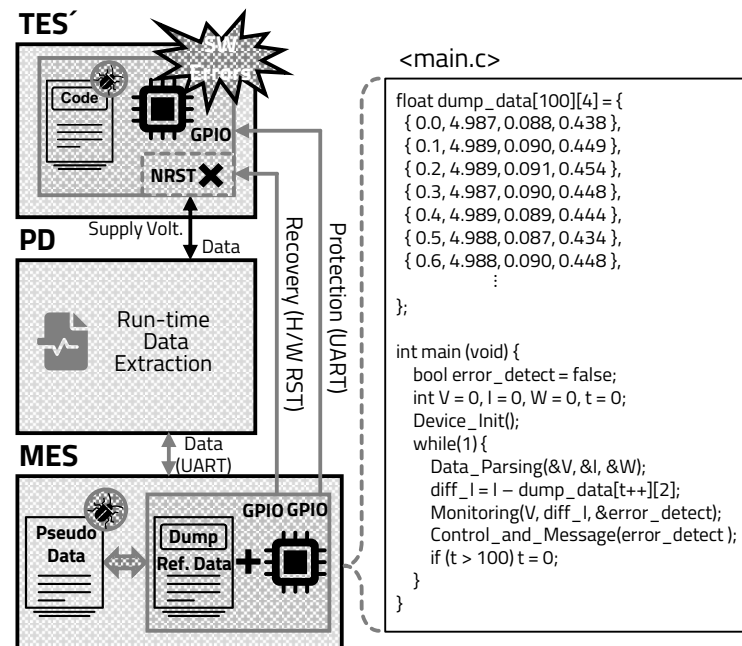 TES´
SW
Errors
Code
GPIO
NRST
Supply Volt.
Data
PD
Run-time
Data
Extraction
Recovery (H/W RST)
Protection (UART)
Data
(UART)
MES
GPIO GPIO
Pseudo
Data
Dump
Ref. Data
<main.c>
float dump_data[100][4] = {
{ 0.0, 4.987, 0.088, 0.438 },
{ 0.1, 4.989, 0.090, 0.449 },
{ 0.2, 4.989, 0.091, 0.454 },
{ 0.3, 4.987, 0.090, 0.448 },
{ 0.4, 4.989, 0.089, 0.444 },
{ 0.5, 4.988, 0.087, 0.434 },
{ 0.6, 4.988, 0.090, 0.448 },
⋮
};
int main (void) {
bool error_detect = false;
int V = 0, I = 0, W = 0, t = 0;
Device_Init();
while(1) {
Data_Parsing(&V, &I, &W);
diff_I = I – dump_data[t++][2];
Monitoring(V, diff_I, &error_detect);
Control_and_Message(error_detect );
if (t > 100) t = 0;
}
}